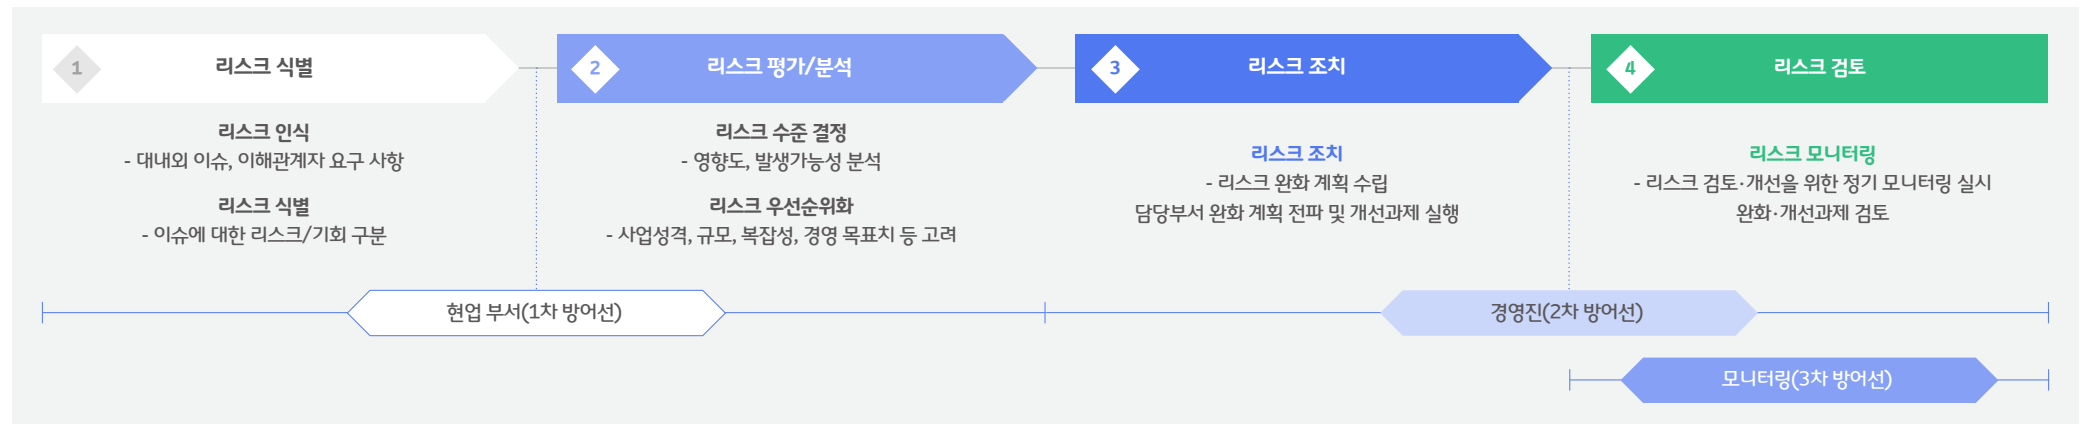 1
리스크 식별
리스크 인식
- 대내외 이슈, 이해관계자 요구 사항
리스크 식별
- 이슈에 대한 리스크/기회 구분
2
리스크 평가/분석
리스크 수준 결정
- 영향도, 발생가능성 분석
리스크 우선순위화
- 사업성격, 규모, 복잡성, 경영 목표치 등 고려
3
리스크 조치
리스크 조치
- 리스크 완화 계획 수립
담당부서 완화 계획 전파 및 개선과제 실행
4
리스크 검토
리스크 모니터링
- 리스크 검토·개선을 위한 정기 모니터링 실시
완화·개선과제 검토
현업 부서(1차 방어선)
경영진(2차 방어선)
모니터링(3차 방어선)